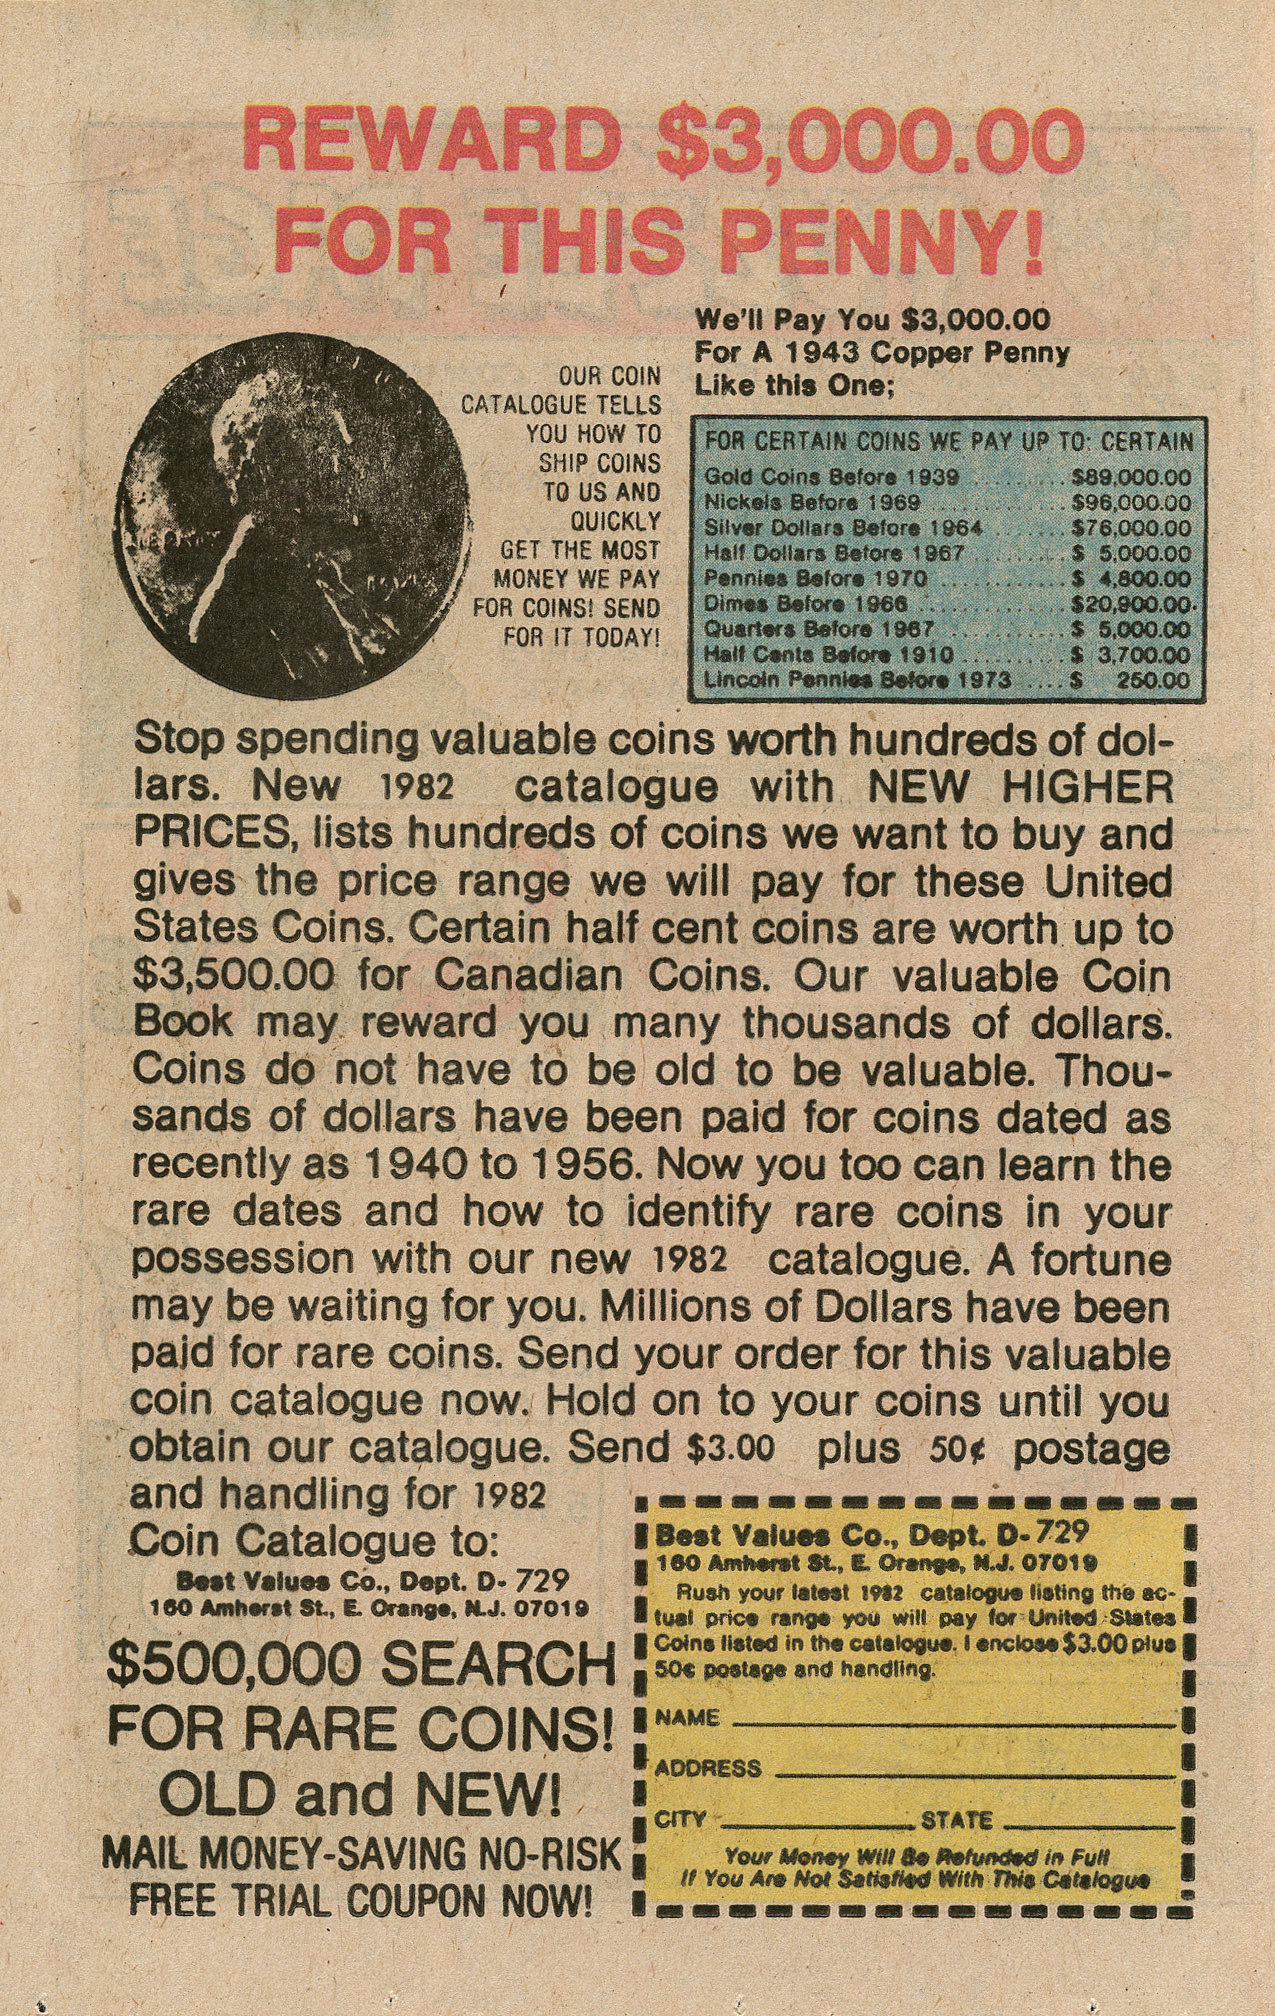 REWARD $3,000.00
FOR THIS PENNY!
We'll Pay You $3,000.00
For A 1943 Copper Penny
Like this One;
OUR COIN
CATALOGUE TELLS
YOU HOW TO
SHIP COINS
TO US AND
QUICKLY
GET THE MOST
MONEY WE PAY
FOR COINS! SEND
FOR IT TODAY!
FOR CERTAIN COINS WE PAY UP TO: CERTAIN
Gold Coins Before 1939 .......... $89,000.00
Nickels Before 1969 .............. $96,000.00
Silver Dollars Before 1964 ....... $76,000.00
Half Dollars Before 1967 ......... $ 5,000.00
Pennies Before 1970 ............. $ 4,800.00
Dimes Before 1966 ............... $20,900.00.
Quarters Before 1967 ............ $ 5,000.00
Half Cents Before 1910 .......... $ 3,700.00
Lincoln Pennies Before 1973 .... $ 250.00
Stop spending valuable coins worth hundreds of dol-
lars. New 1982 catalogue with NEW HIGHER
PRICES, lists hundreds of coins we want to buy and
gives the price range we will pay for these United
States Coins. Certain half cent coins are worth up to
$3,500.00 for Canadian Coins. Our valuable Coin
Book may reward you many thousands of dollars.
Coins do not have to be old to be valuable. Thou-
sands of dollars have been paid for coins dated as
recently as 1940 to 1956. Now you too can learn the
rare dates and how to identify rare coins in your
possession with our new 1982 catalogue. A fortune
may be waiting for you. Millions of Dollars have been
paid for rare coins. Send your order for this valuable
coin catalogue now. Hold on to your coins until you
obtain our catalogue. Send $3.00 plus 50¢ postage
and handling for 1982
Coin Catalogue to:
Best Values Co., Dept. D-729
160 Amherst St., E. Orange, N.J. 07019
$500,000 SEARCH
FOR RARE COINS!
OLD and NEW!
MAIL MONEY-SAVING NO-RISK
FREE TRIAL COUPON NOW!
Best Values Co., Dept. D-729
160 Amherst St., E. Orange, N.J. 07019
Rush your latest 1982 catalogue listing the ac-
tual price range you will pay for United States
Coins listed in the catalogue. I enclose $3.00 plus
50¢ postage and handling.
NAME
ADDRESS
CITY STATE
Your Money Will Be Refunded in Full
If You Are Not Satisfied With This Catalogue